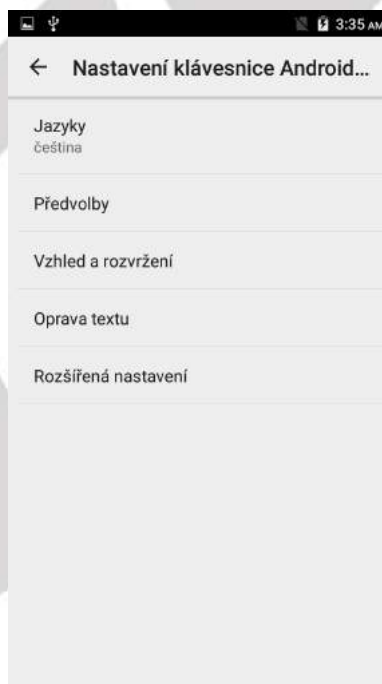 3:35 AM
Nastavení klávesnice Android...
Jazyky
čeština
Předvolby
Vzhled a rozvržení
Oprava textu
Rozšířená nastavení